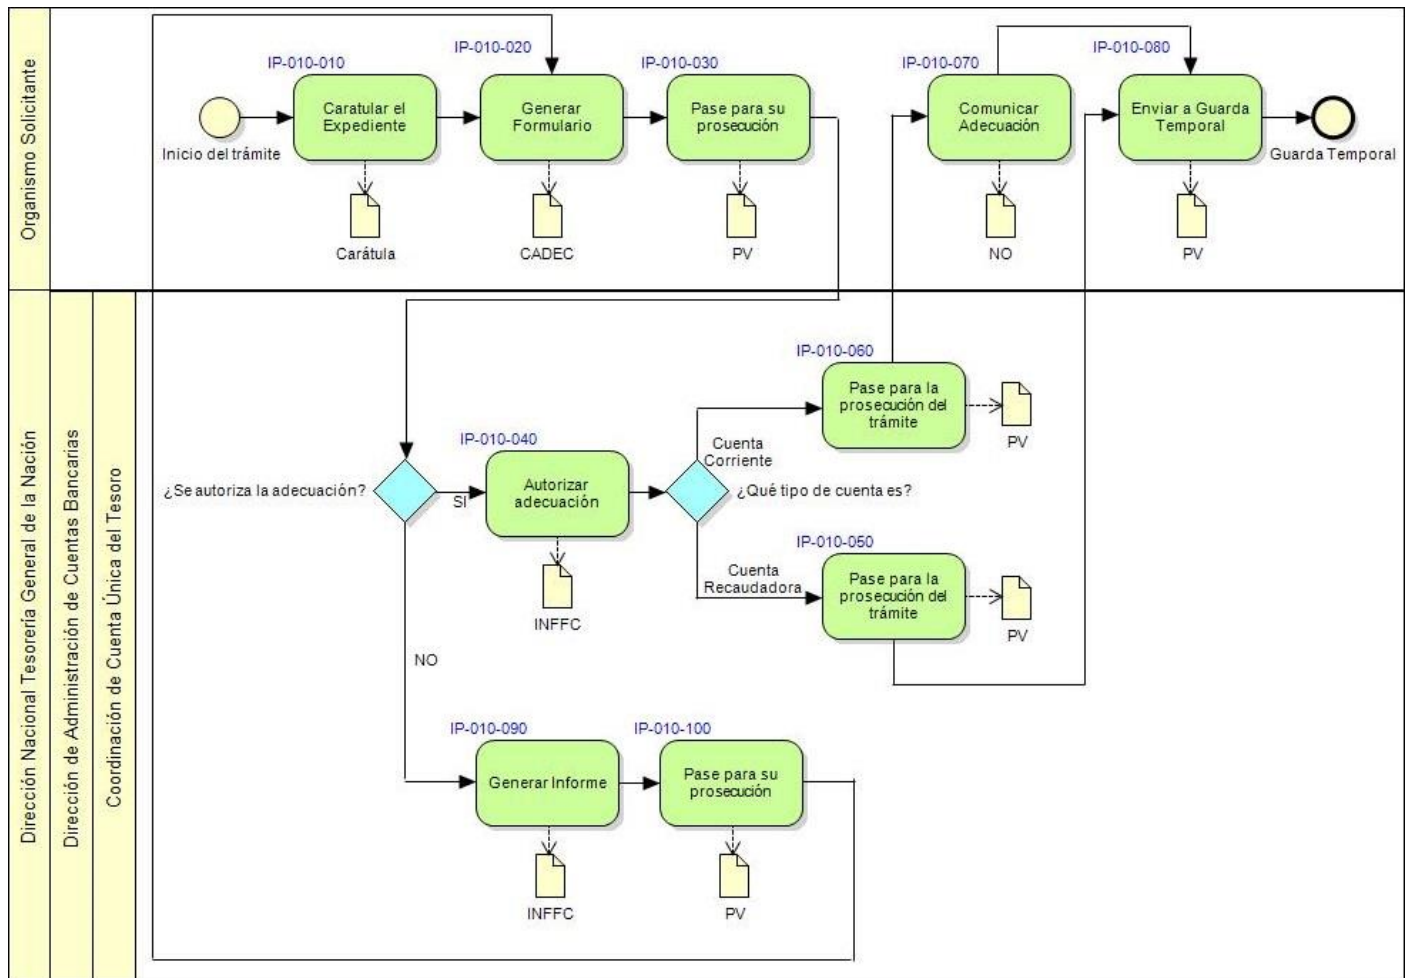 Organismo Solicitante
IP-010-010
Caratular el
Expediente
Inicio del trámite
Carátula
IP-010-020
Generar
Formulario
CADEC
IP-010-030
Pase para su
prosecución
PV
IP-010-070
Comunicar
Adecuación
NO
IP-010-080
Enviar a Guarda
Temporal
PV
Guarda Temporal
Dirección Nacional Tesorería General de la Nación
Dirección de Administración de Cuentas Bancarias
Coordinación de Cuenta Única del Tesoro
¿Se autoriza la adecuación?
SI
IP-010-040
Autorizar
adecuación
INFFC
¿Qué tipo de cuenta es?
Cuenta
Corriente
IP-010-060
Pase para la
prosecución del
trámite
PV
Cuenta
Recaudadora
IP-010-050
Pase para la
prosecución del
trámite
PV
NO
IP-010-090
Generar Informe
INFFC
IP-010-100
Pase para su
prosecución
PV